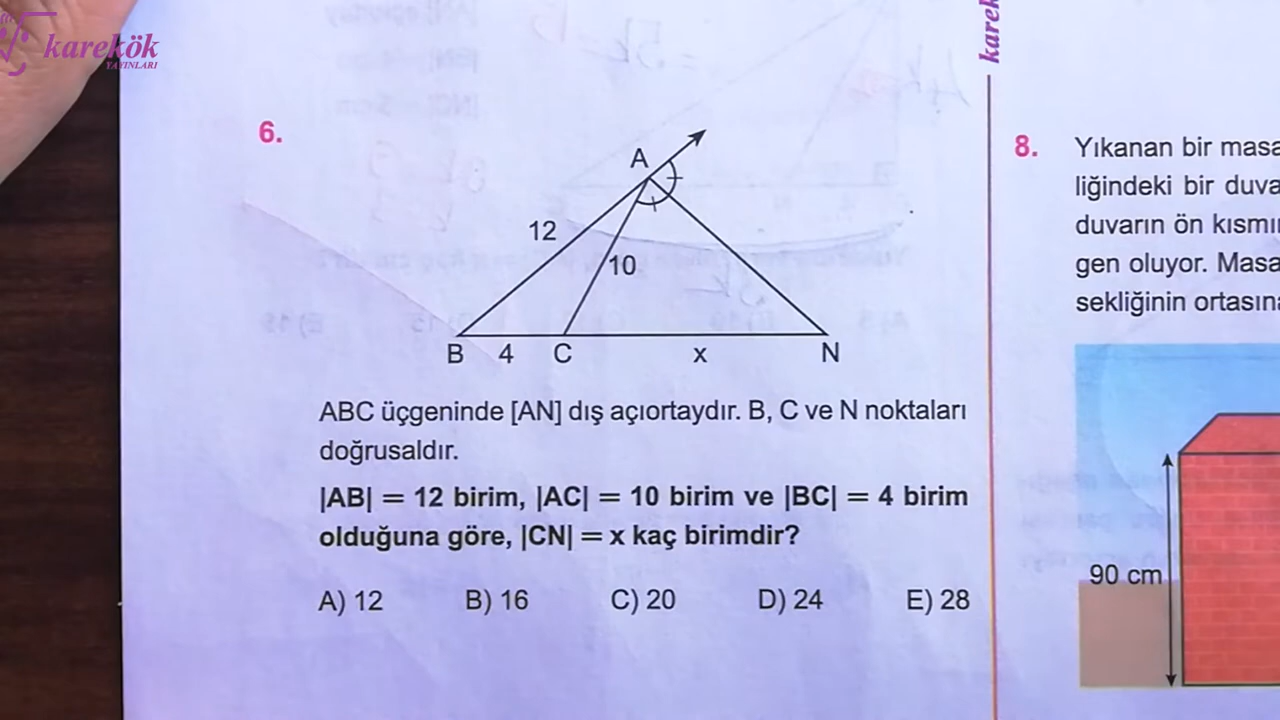 karekök
YAYINLARI
karek
6.
A
12
10
B 4 C x N
ABC üçgeninde [AN] dış açıortaydır. B, C ve N noktaları
doğrusaldır.
|AB| = 12 birim, |AC| = 10 birim ve |BC| = 4 birim
olduğuna göre, |CN| = x kaç birimdir?
A) 12 B) 16 C) 20 D) 24 E) 28
8. Yıkanan bir masa
liğindeki bir duva
duvarın ön kısmı
gen oluyor. Masa
sekliğinin ortasına
90 cm